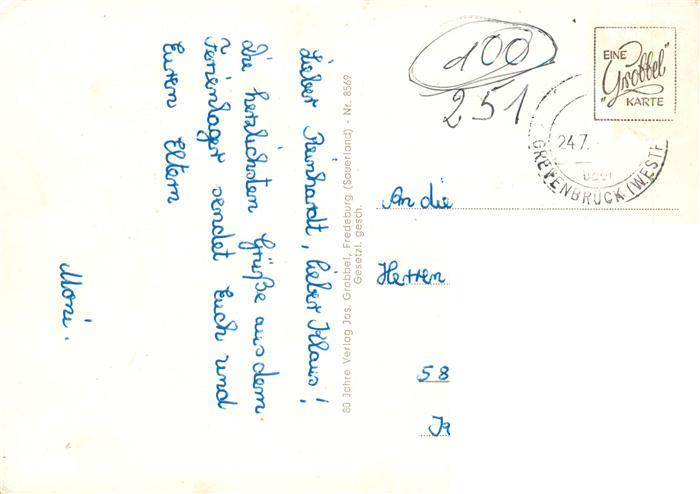 Lieber Reinhardt, lieber Klaus!
Die herzlichsten Grüße aus dem
Ferienlager sendet Euch und
Euren Eltern
Moni.
80 Jahre Verlag Jos. Grobbel, Fredeburg (Sauerland) - Nr. 8569
Gesetzl. gesch.
d00
251
EINE
"Grobbel"
KARTE
24.7.
GREVENBRÜCK (WESTF
An die
Herren
58